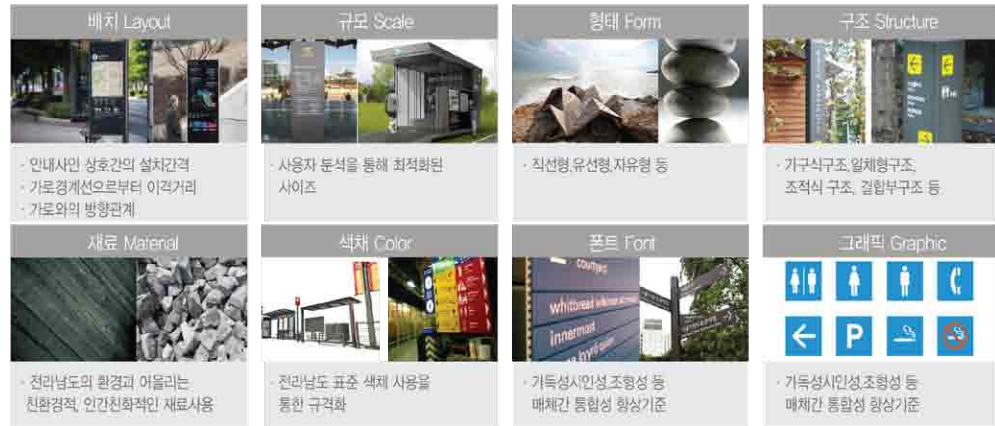 배치 Layout
규모 Scale
형태 Form
구조 Structure
· 안내사인 상호간의 설치간격
· 가로경계선으로부터 이격거리
· 가로와의 방향관계
· 사용자 분석을 통해 최적화된
사이즈
· 직선형,유선형,자유형 등
· 가구식구조,일체형구조,
조적식 구조, 결합부구조 등
재료 Material
색채 Color
폰트 Font
그래픽 Graphic
countyed
whitbread
innermost
P
· 전라남도의 환경과 어울리는
친환경적, 인간친화적인 재료사용
· 전라남도 표준 색채 사용을
통한 규격화
· 가독성시인성,조형성 등
매체간 통합성 향상기준
· 가독성시인성,조형성 등
매체간 통합성 향상기준